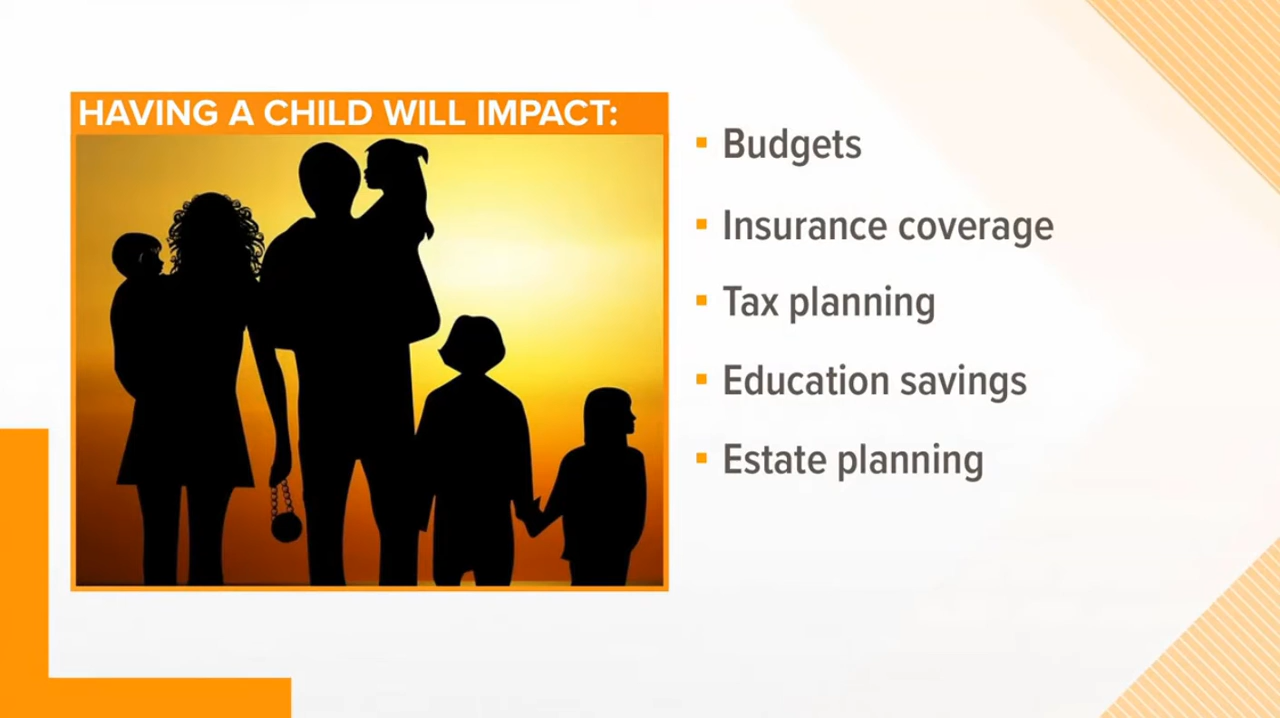 HAVING A CHILD WILL IMPACT:
Budgets
Insurance coverage
Tax planning
Education savings
Estate planning